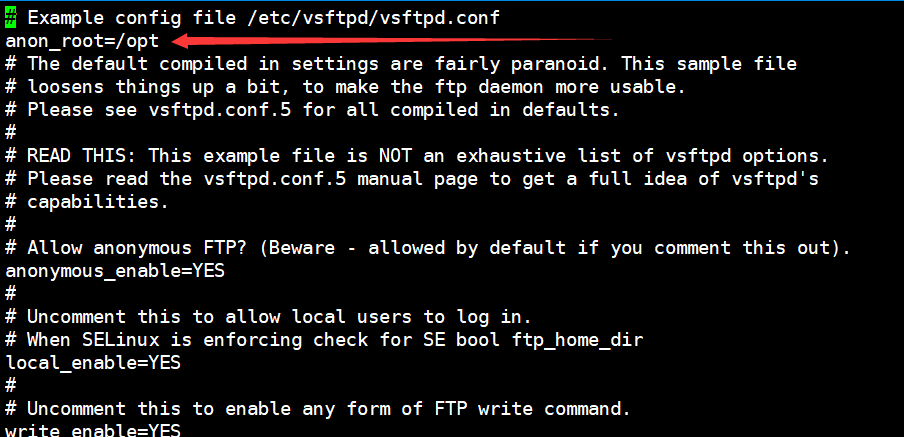 # Example config file /etc/vsftpd/vsftpd.conf
anon_root=/opt
# The default compiled in settings are fairly paranoid. This sample file
# loosens things up a bit, to make the ftp daemon more usable.
# Please see vsftpd.conf.5 for all compiled in defaults.
#
# READ THIS: This example file is NOT an exhaustive list of vsftpd options.
# Please read the vsftpd.conf.5 manual page to get a full idea of vsftpd's
# capabilities.
#
# Allow anonymous FTP? (Beware - allowed by default if you comment this out).
anonymous_enable=YES
#
# Uncomment this to allow local users to log in.
# When SELinux is enforcing check for SE bool ftp_home_dir
local_enable=YES
#
# Uncomment this to enable any form of FTP write command.
write_enable=YES